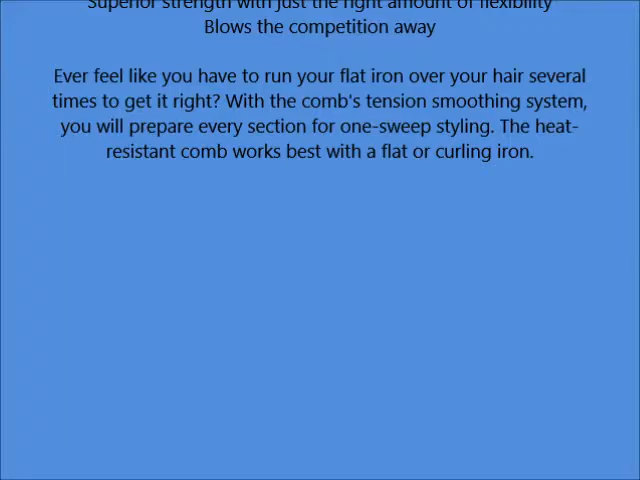 Superior strength with just the right amount of flexibility
Blows the competition away
Ever feel like you have to run your flat iron over your hair several
times to get it right? With the comb's tension smoothing system,
you will prepare every section for one-sweep styling. The heat-
resistant comb works best with a flat or curling iron.